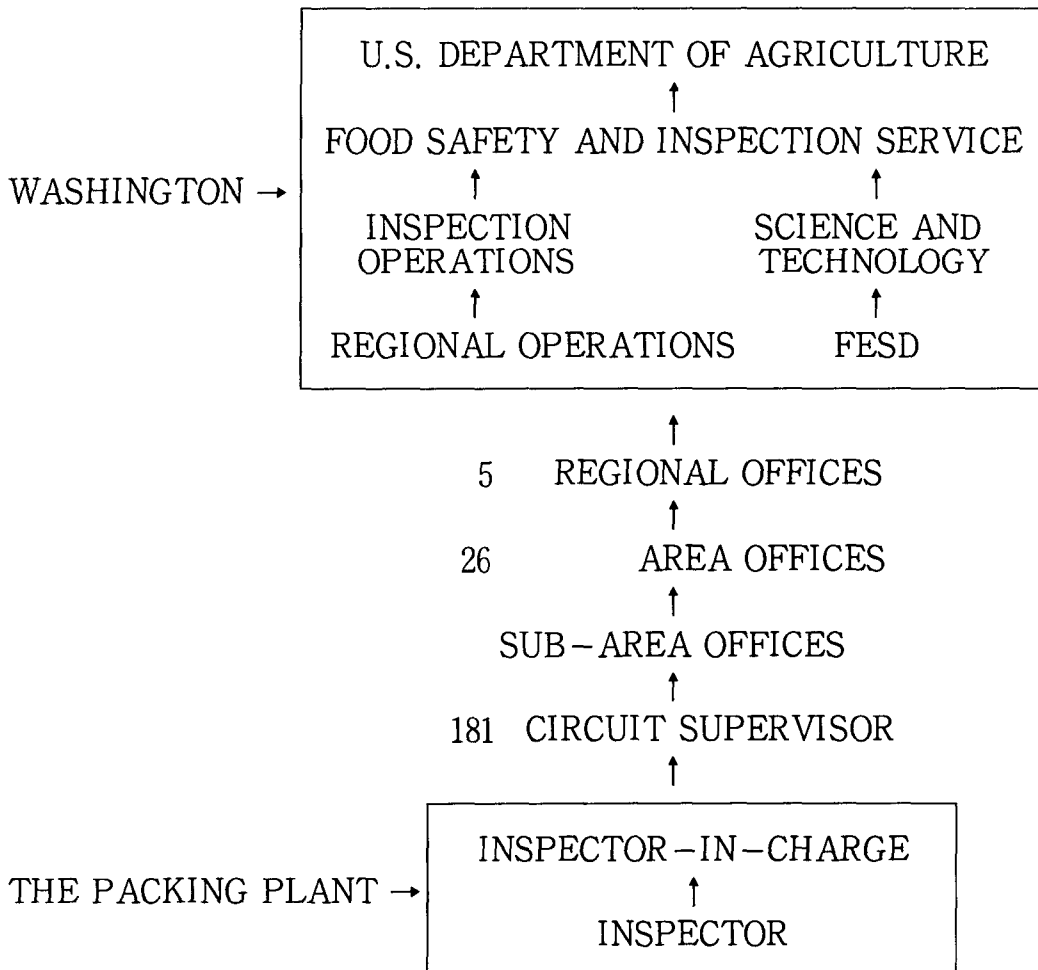 U.S. DEPARTMENT OF AGRICULTURE
FOOD SAFETY AND INSPECTION SERVICE
WASHINGTON →
INSPECTION
OPERATIONS
SCIENCE AND
TECHNOLOGY
REGIONAL OPERATIONS
FESD
5 REGIONAL OFFICES
26 AREA OFFICES
SUB-AREA OFFICES
181 CIRCUIT SUPERVISOR
INSPECTOR-IN-CHARGE
THE PACKING PLANT →
INSPECTOR